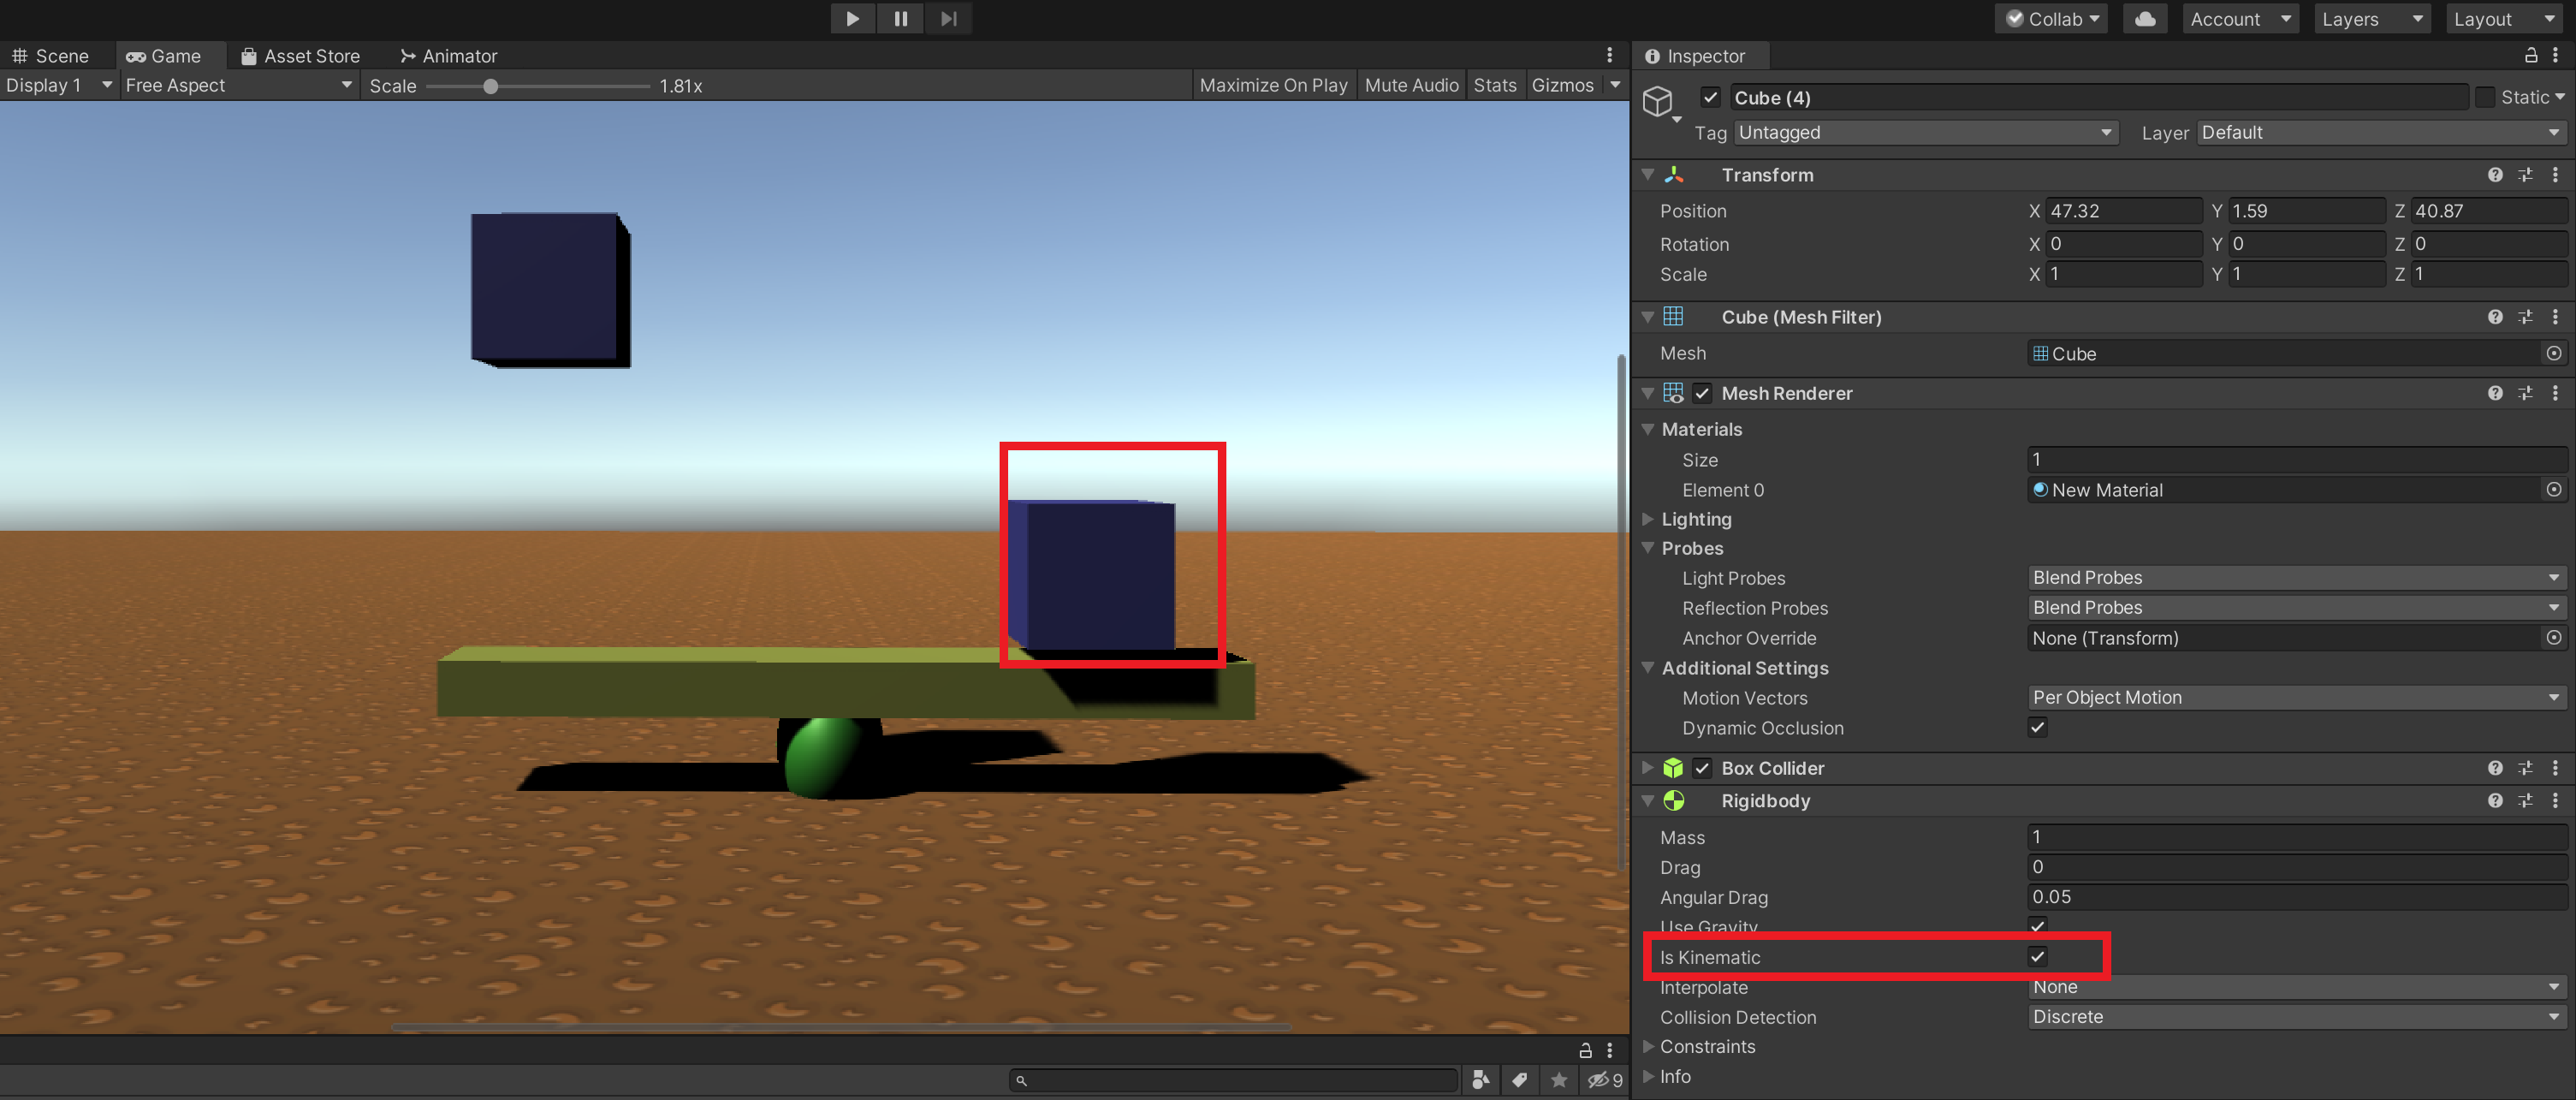 Collab
Account
Layers
Layout
Scene
Game
Asset Store
Animator
Display 1
Free Aspect
Scale
1.81x
Maximize On Play
Mute Audio
Stats
Gizmos
9
Inspector
Cube (4)
Static
Tag Untagged
Layer Default
Transform
Position X 47.32 Y 1.59 Z 40.87
Rotation X 0 Y 0 Z 0
Scale X 1 Y 1 Z 1
Cube (Mesh Filter)
Mesh Cube
Mesh Renderer
Materials
Size 1
Element 0 New Material
Lighting
Probes
Light Probes Blend Probes
Reflection Probes Blend Probes
Anchor Override None (Transform)
Additional Settings
Motion Vectors Per Object Motion
Dynamic Occlusion
Box Collider
Rigidbody
Mass 1
Drag 0
Angular Drag 0.05
Use Gravity
Is Kinematic
Interpolate None
Collision Detection Discrete
Constraints
Info